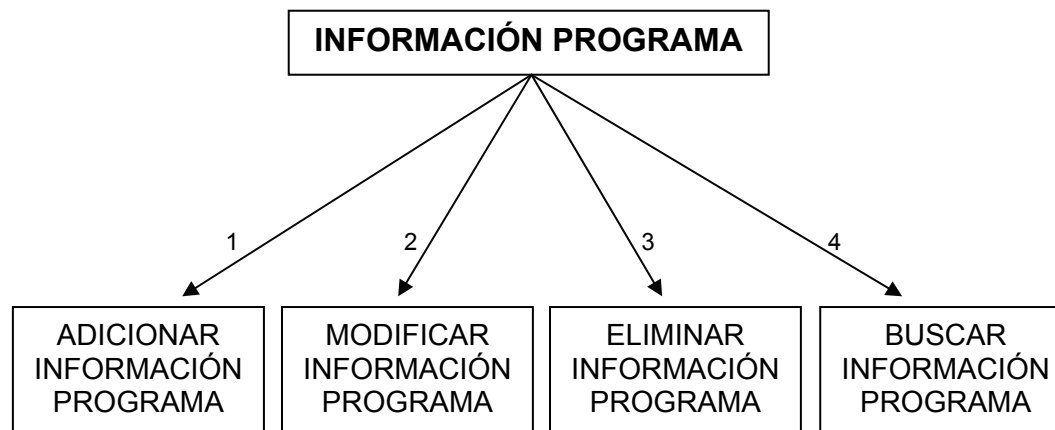 INFORMACIÓN PROGRAMA
1
2
3
4
ADICIONAR
INFORMACIÓN
PROGRAMA
MODIFICAR
INFORMACIÓN
PROGRAMA
ELIMINAR
INFORMACIÓN
PROGRAMA
BUSCAR
INFORMACIÓN
PROGRAMA